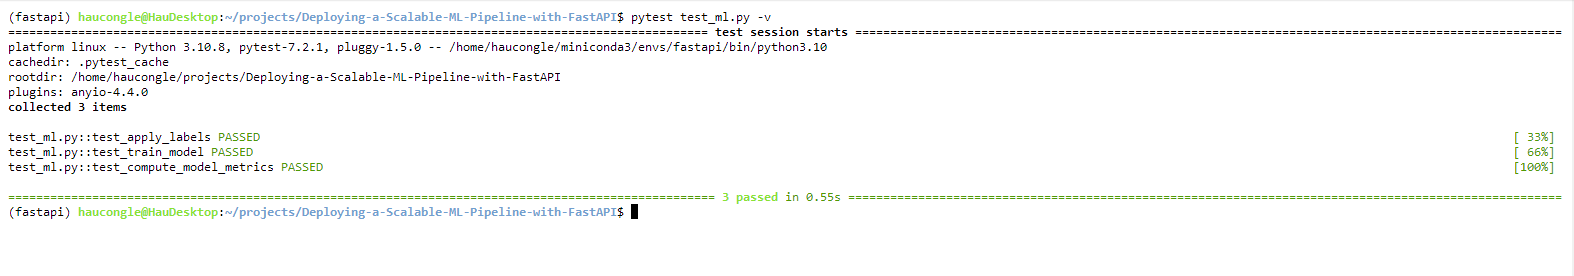 (fastapi) haucongle@HauDesktop:~/projects/Deploying-a-Scalable-ML-Pipeline-with-FastAPI$ pytest test_ml.py -v
==================================================================================================== test session starts =====================================================================================================
platform linux -- Python 3.10.8, pytest-7.2.1, pluggy-1.5.0 -- /home/haucongle/miniconda3/envs/fastapi/bin/python3.10
cachedir: .pytest_cache
rootdir: /home/haucongle/projects/Deploying-a-Scalable-ML-Pipeline-with-FastAPI
plugins: anyio-4.4.0
collected 3 items
test_ml.py::test_apply_labels PASSED [ 33%]
test_ml.py::test_train_model PASSED [ 66%]
test_ml.py::test_compute_model_metrics PASSED [100%]
===================================================================================================== 3 passed in 0.55s ======================================================================================================
(fastapi) haucongle@HauDesktop:~/projects/Deploying-a-Scalable-ML-Pipeline-with-FastAPI$